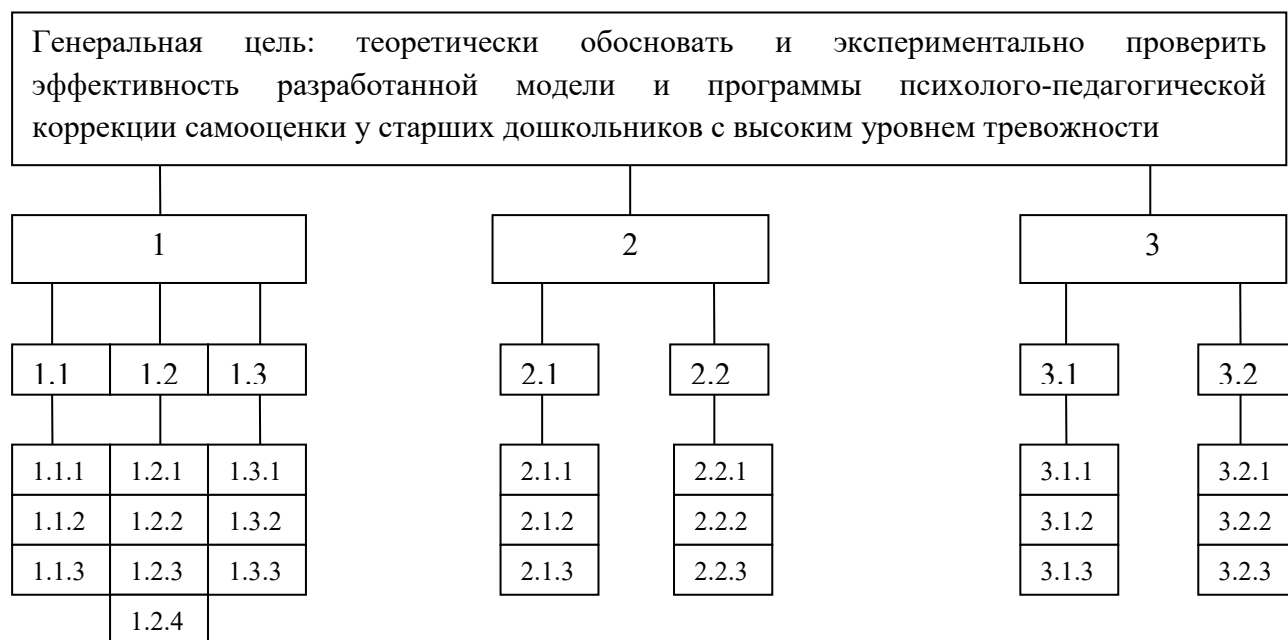 Генеральная цель: теоретически обосновать и экспериментально проверить
эффективность разработанной модели и программы психолого-педагогической
коррекции самооценки у старших дошкольников с высоким уровнем тревожности
1 2 3
1.1 1.2 1.3 2.1 2.2 3.1 3.2
1.1.1 1.2.1 1.3.1 2.1.1 2.2.1 3.1.1 3.2.1
1.1.2 1.2.2 1.3.2 2.1.2 2.2.2 3.1.2 3.2.2
1.1.3 1.2.3 1.3.3 2.1.3 2.2.3 3.1.3 3.2.3
1.2.4